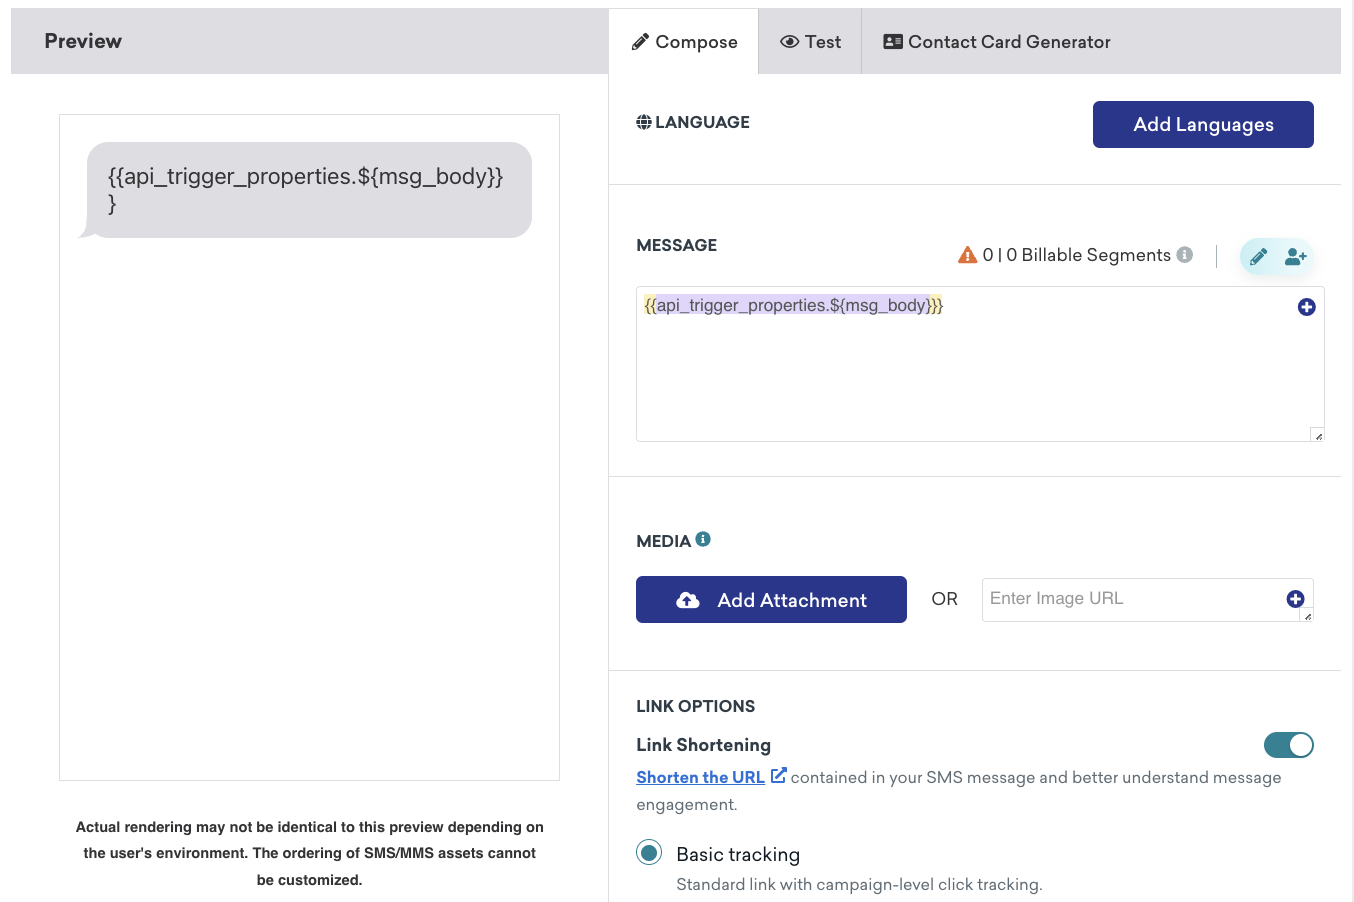 Preview
Compose
Test
Contact Card Generator
{{api_trigger_properties.${msg_body}}
}
Actual rendering may not be identical to this preview depending on
the user's environment. The ordering of SMS/MMS assets cannot
be customized.
LANGUAGE
Add Languages
MESSAGE
0 | 0 Billable Segments
{{api_trigger_properties.${msg_body}}}
MEDIA
Add Attachment
OR
Enter Image URL
LINK OPTIONS
Link Shortening
Shorten the URL contained in your SMS message and better understand message
engagement.
Basic tracking
Standard link with campaign-level click tracking.